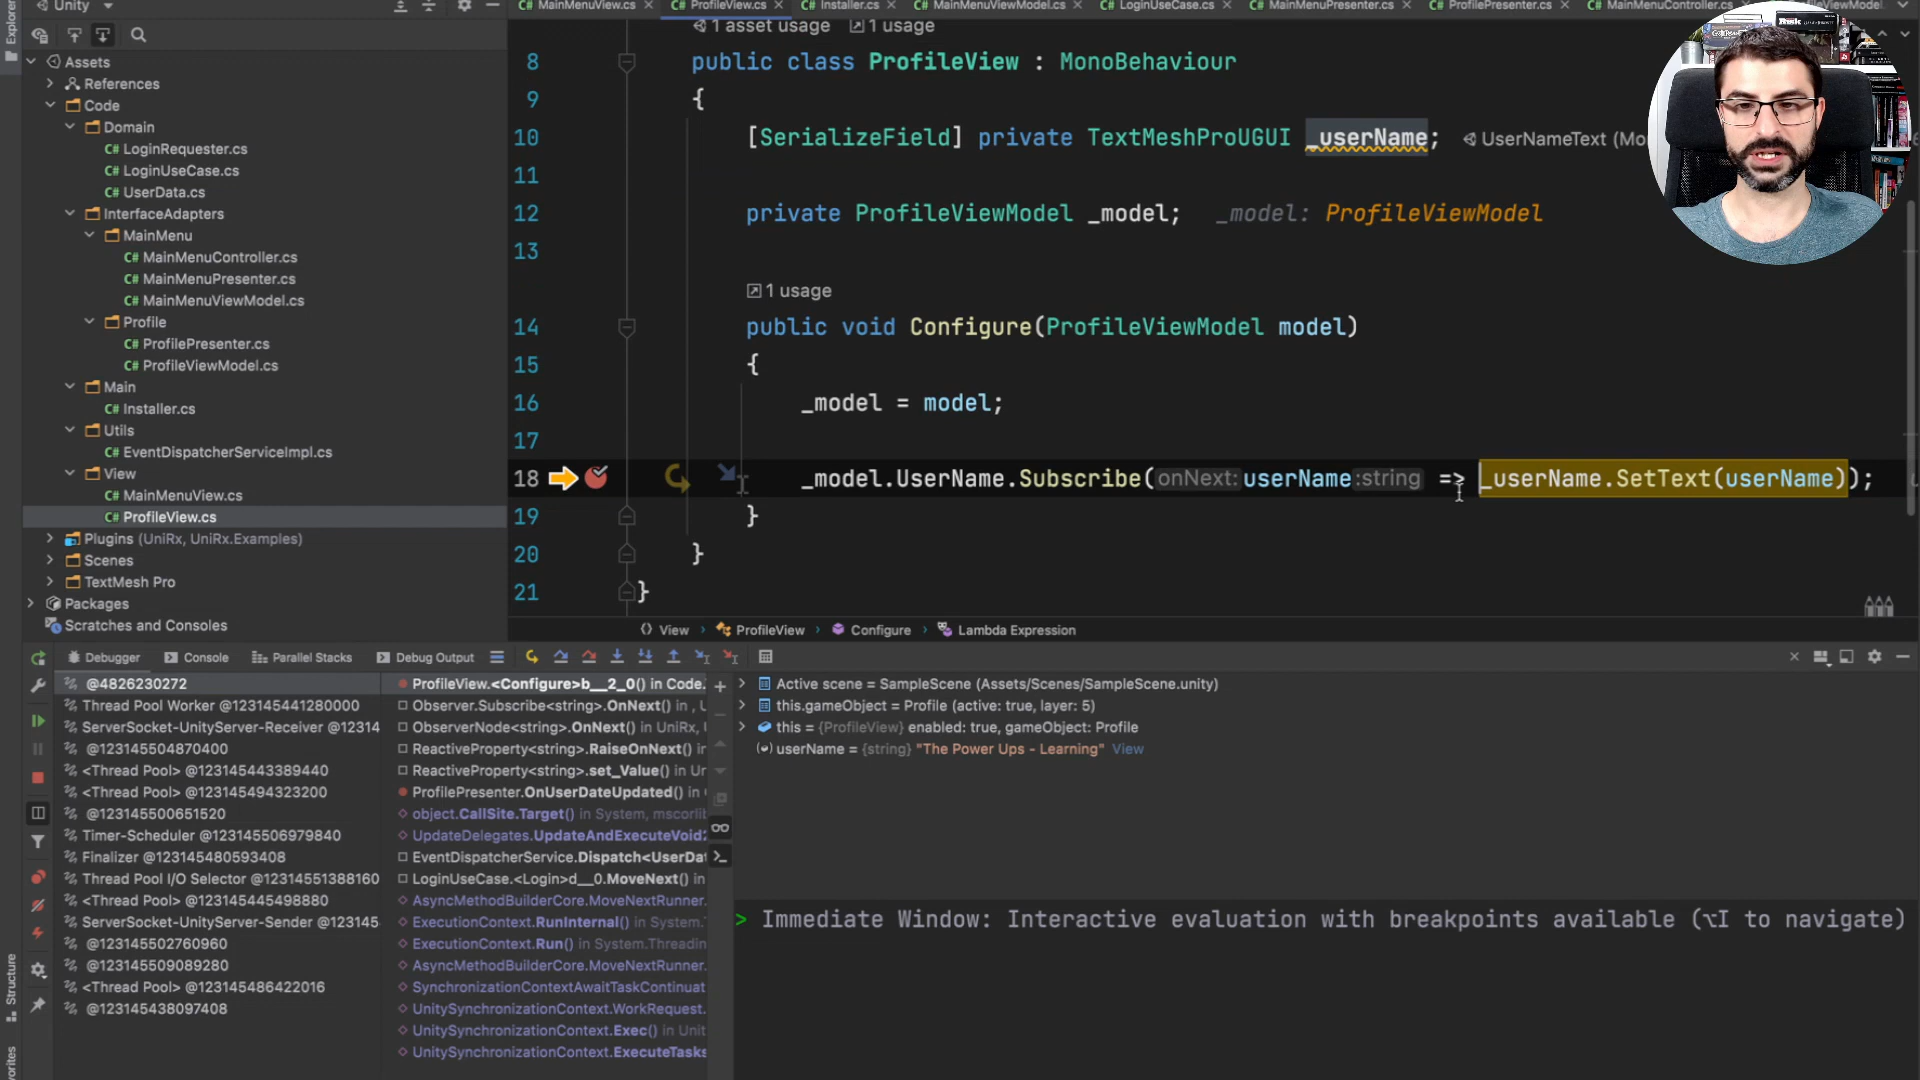 Explorer
Unity
MainMenuView.cs
ProfileView.cs
Installer.cs
MainMenuViewModel.cs
LoginUseCase.cs
MainMenuPresenter.cs
ProfilePresenter.cs
MainMenuController.cs
1 asset usage 1 usage
8 public class ProfileView : MonoBehaviour
9 {
10 [SerializeField] private TextMeshProUGUI _userName; UserNameText
11
12 private ProfileViewModel _model; _model: ProfileViewModel
13
1 usage
14 public void Configure(ProfileViewModel model)
15 {
16 _model = model;
17
18 _model.UserName.Subscribe(onNext: userName:string => _userName.SetText(userName));
19 }
20 }
21 }
Assets
References
Code
Domain
C# LoginRequester.cs
C# LoginUseCase.cs
C# UserData.cs
InterfaceAdapters
MainMenu
C# MainMenuController.cs
C# MainMenuPresenter.cs
C# MainMenuViewModel.cs
Profile
C# ProfilePresenter.cs
C# ProfileViewModel.cs
Main
C# Installer.cs
Utils
C# EventDispatcherServiceImpl.cs
View
C# MainMenuView.cs
C# ProfileView.cs
Plugins (UniRx, UniRx.Examples)
Scenes
TextMesh Pro
Packages
Scratches and Consoles
View ProfileView Configure Lambda Expression
Debugger Console Parallel Stacks Debug Output
@4826230272
Thread Pool Worker @123145441280000
ServerSocket-UnityServer-Receiver @12314
@123145504870400
<Thread Pool> @123145443389440
<Thread Pool> @123145494323200
@123145500651520
Timer-Scheduler @123145506979840
Finalizer @123145480593408
Thread Pool I/O Selector @12314551388160
<Thread Pool> @123145445498880
ServerSocket-UnityServer-Sender @123145
@123145502760960
@123145509089280
<Thread Pool> @123145486422016
@123145438097408
ProfileView.<Configure>b__2_0() in Code.
Observer.Subscribe<string>.OnNext() in ,
ObserverNode<string>.OnNext() in UniRx,
ReactiveProperty<string>.RaiseOnNext() in
ReactiveProperty<string>.set_Value() in Un
ProfilePresenter.OnUserDateUpdated() in
object.CallSite.Target() in System, mscorlib
UpdateDelegates.UpdateAndExecuteVoid2
EventDispatcherService.Dispatch<UserDat
LoginUseCase.<Login>d__0.MoveNext() in
AsyncMethodBuilderCore.MoveNextRunner.
ExecutionContext.RunInternal() in System.T
ExecutionContext.Run() in System.Threading
AsyncMethodBuilderCore.MoveNextRunner.
SynchronizationContextAwaitTaskContinuat
UnitySynchronizationContext.WorkRequest.
UnitySynchronizationContext.Exec() in Unit
UnitySynchronizationContext.ExecuteTasks
Active scene = SampleScene (Assets/Scenes/SampleScene.unity)
this.gameObject = Profile (active: true, layer: 5)
this = {ProfileView} enabled: true, gameObject: Profile
userName = {string} "The Power Ups - Learning" View
> Immediate Window: Interactive evaluation with breakpoints available (⌥I to navigate)
Structure